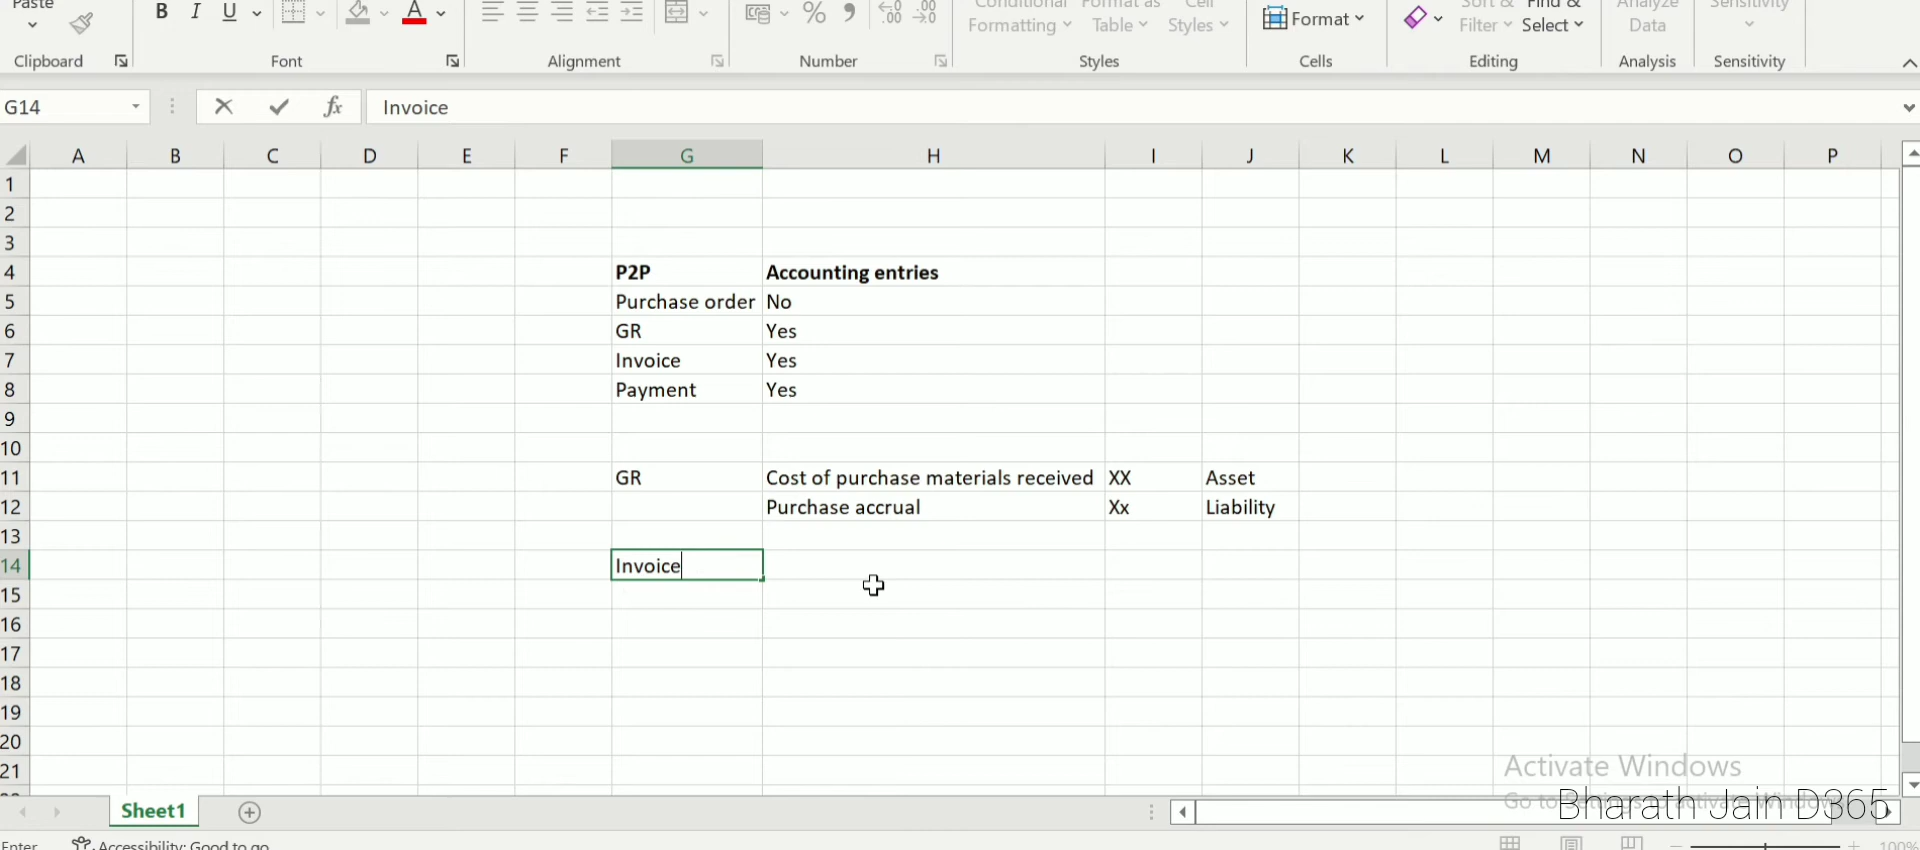 Paste
B I U A
Conditional Format as Cell
Formatting Table Styles
Format
Sort & Find &
Filter Select
Analyze
Data
Sensitivity
Clipboard Font Alignment Number Styles Cells Editing Analysis Sensitivity
G14 fx Invoice
A B C D E F G H I J K L M N O P
1
2
3
4 P2P Accounting entries
5 Purchase order No
6 GR Yes
7 Invoice Yes
8 Payment Yes
9
10
11 GR Cost of purchase materials received XX Asset
12 Purchase accrual Xx Liability
13
14 Invoice
15
16
17
18
19
20
21
Activate Windows
Go to Settings to activate Windows
Bharath Jain D365
Sheet1
Enter Accessibility: Good to go 100%